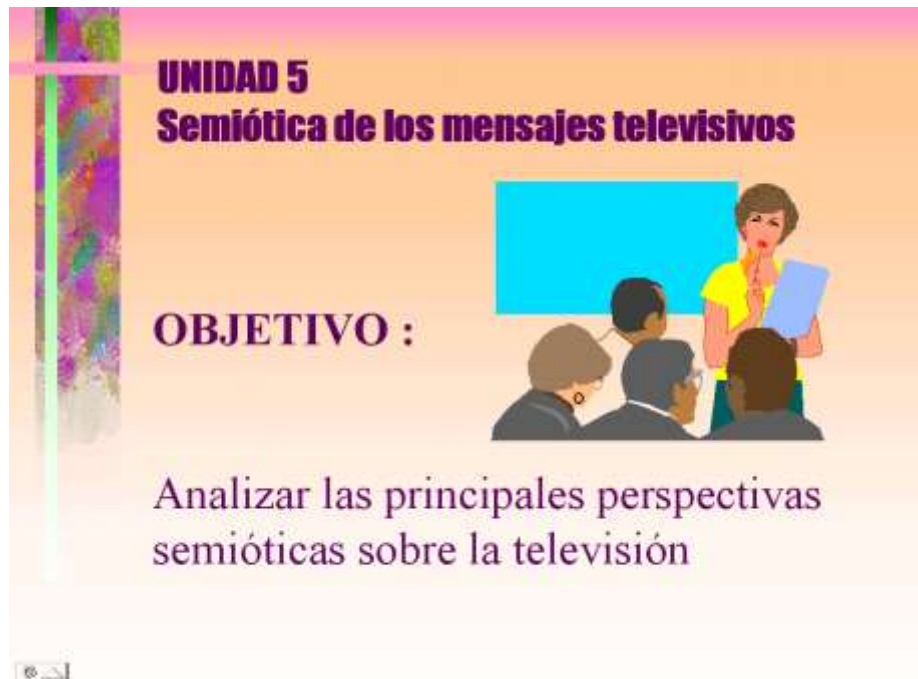 UNIDAD 5
Semiótica de los mensajes televisivos
OBJETIVO :
Analizar las principales perspectivas
semióticas sobre la televisión